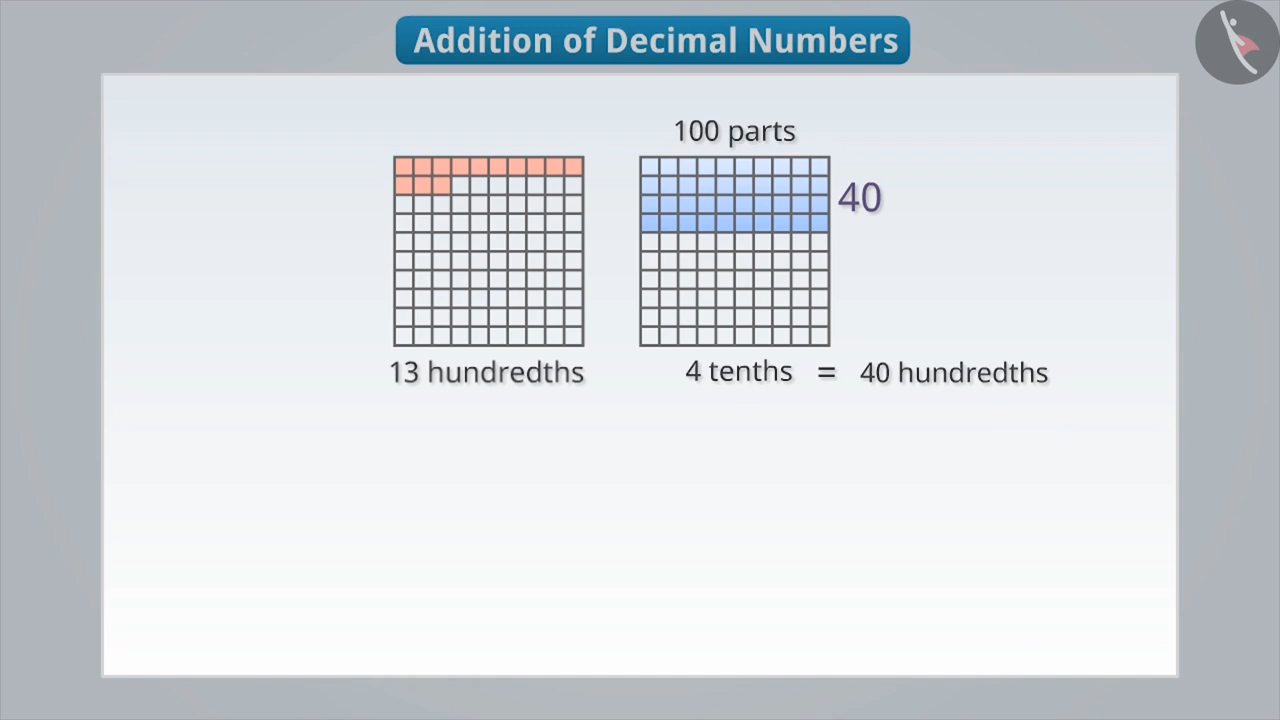 Addition of Decimal Numbers
100 parts
40
13 hundredths
4 tenths = 40 hundredths